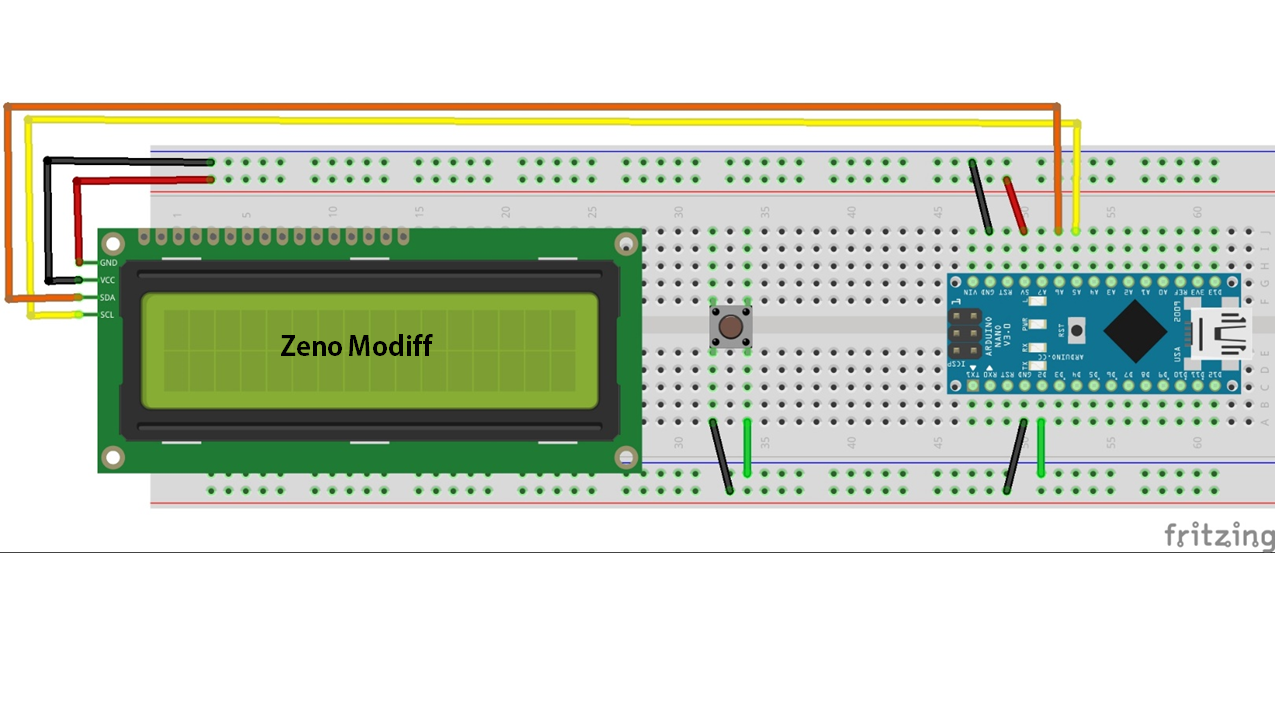 1 5 15 20 25 30 35 45 50 55 60
J
I
H
G
F
GND
VCC
SDA
SCL
Zeno Modiff
VIN GND RST 5V A7 A6 A5 A4 A3 A2 A1 A0 REF 3V3 D13
L
PWR
RX
TX
RST
ARDUINO
NANO
V3.0
ICSP
ARDUINO.CC
2009
USA
TX1 RX0 RST GND D2 D3 D4 D5 D6 D7 D8 D9 D10 D11 D12
E
D
C
B
A
30 35 40 45 50 55 60
fritzing